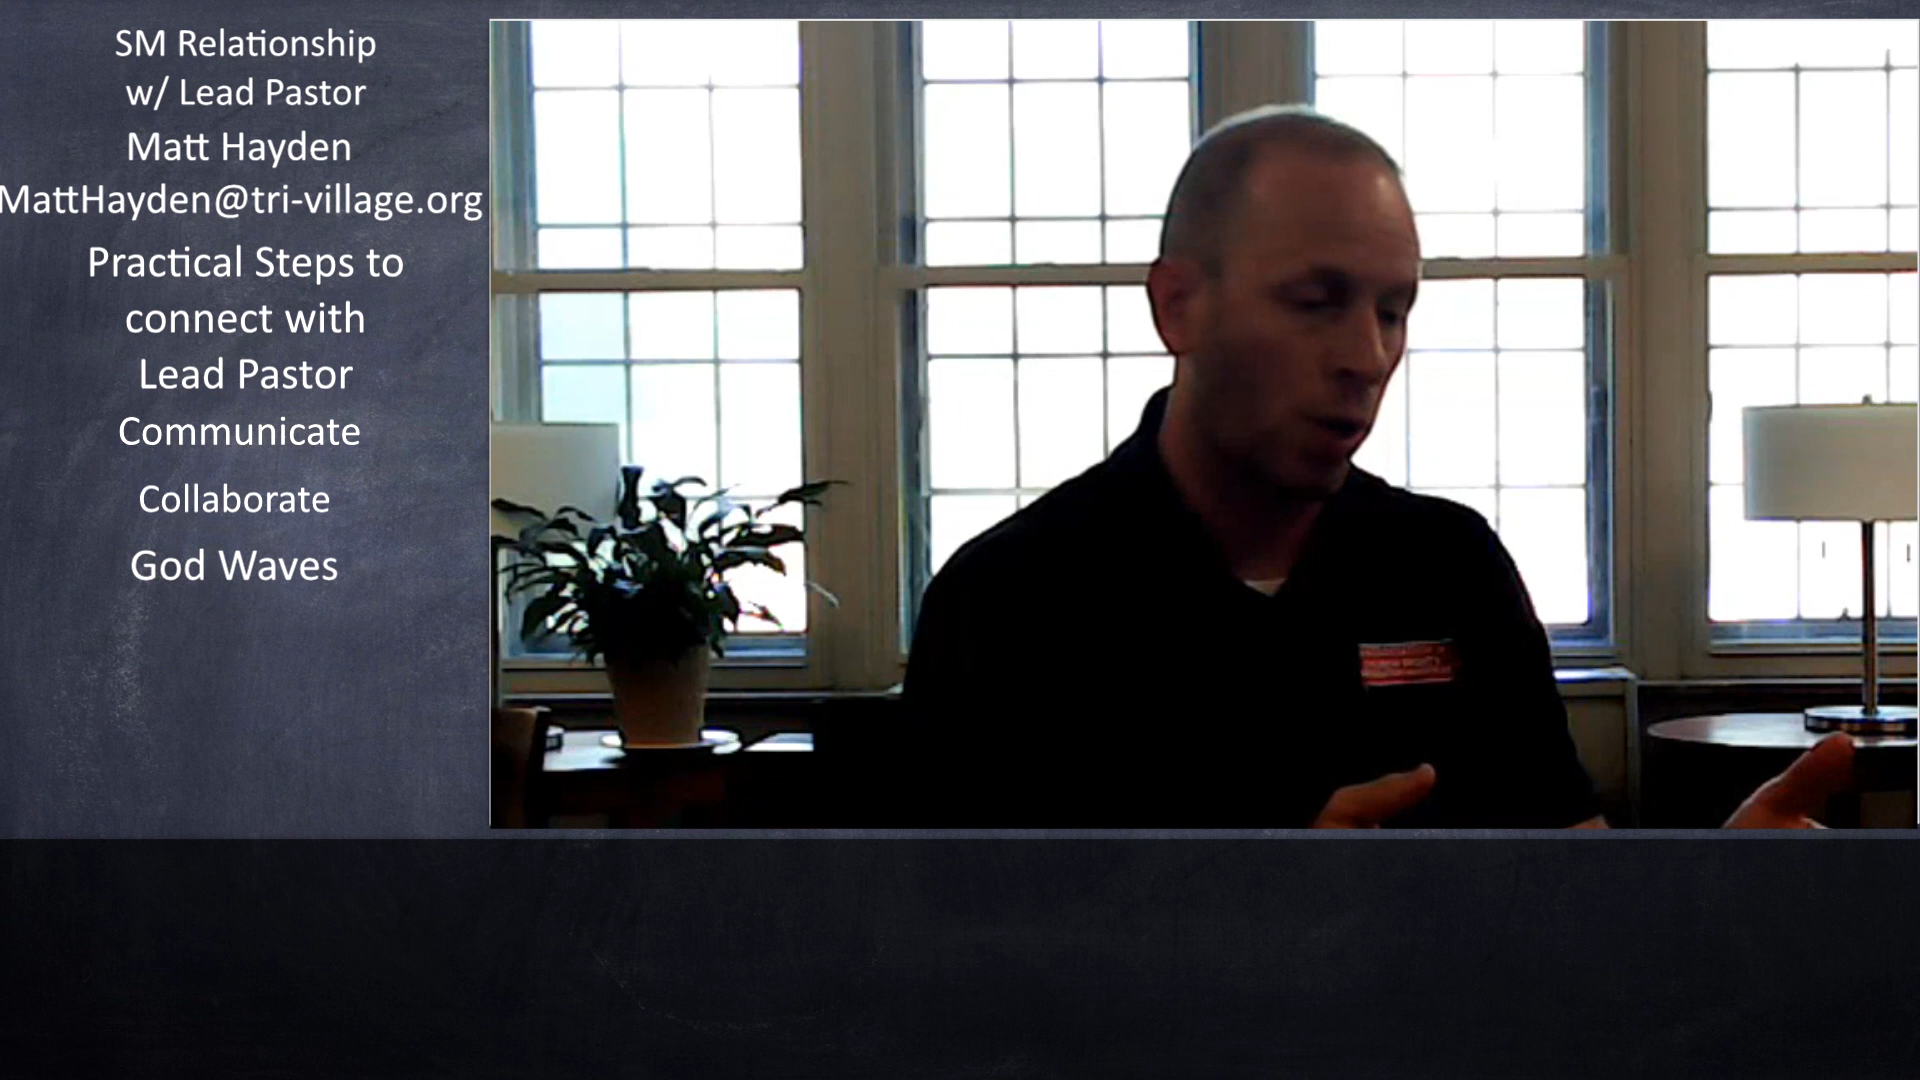 SM Relationship
w/ Lead Pastor
Matt Hayden
MattHayden@tri-village.org
Practical Steps to
connect with
Lead Pastor
Communicate
Collaborate
God Waves